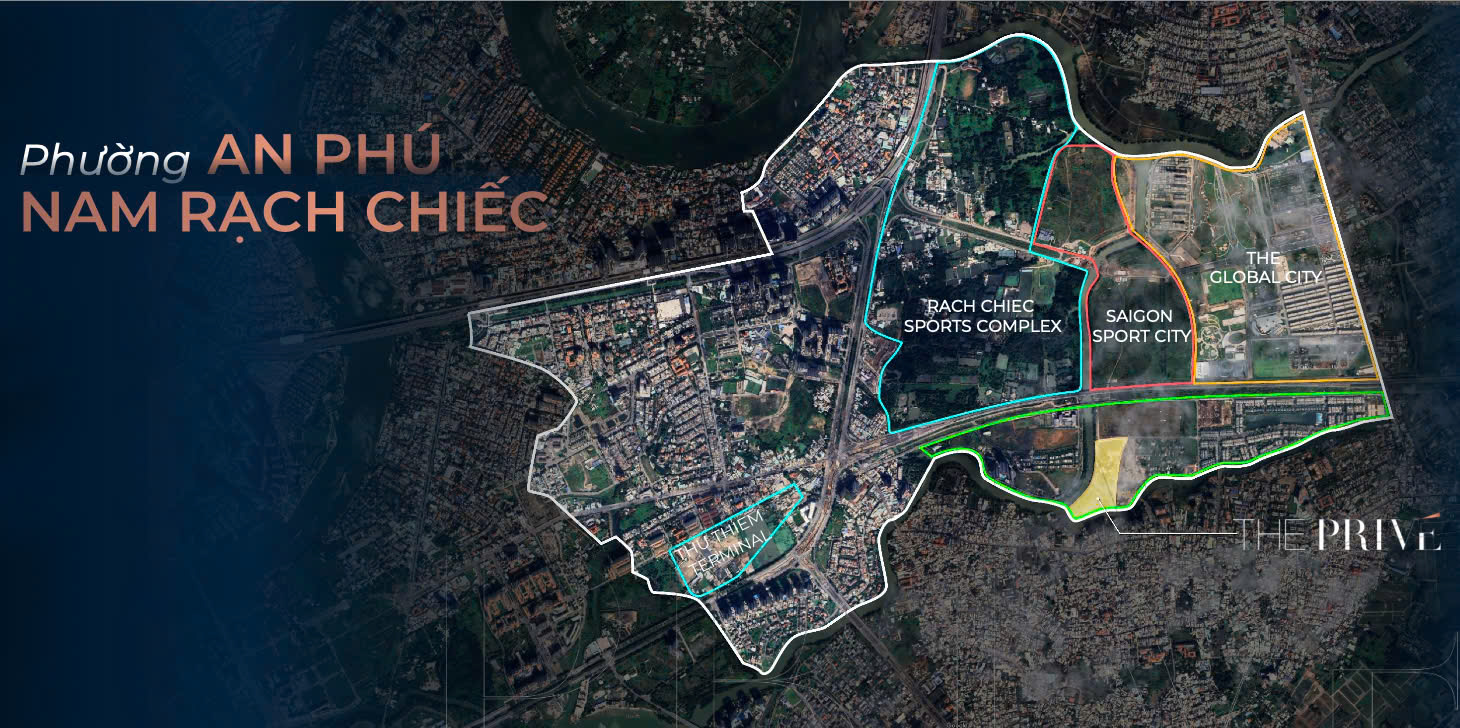 Phường AN PHÚ
NAM RẠCH CHIẾC
THE
GLOBAL CITY
RACH CHIEC
SPORTS COMPLEX
SAIGON
SPORT CITY
THU THIEM
TERMINAL
THE PRIVÉ